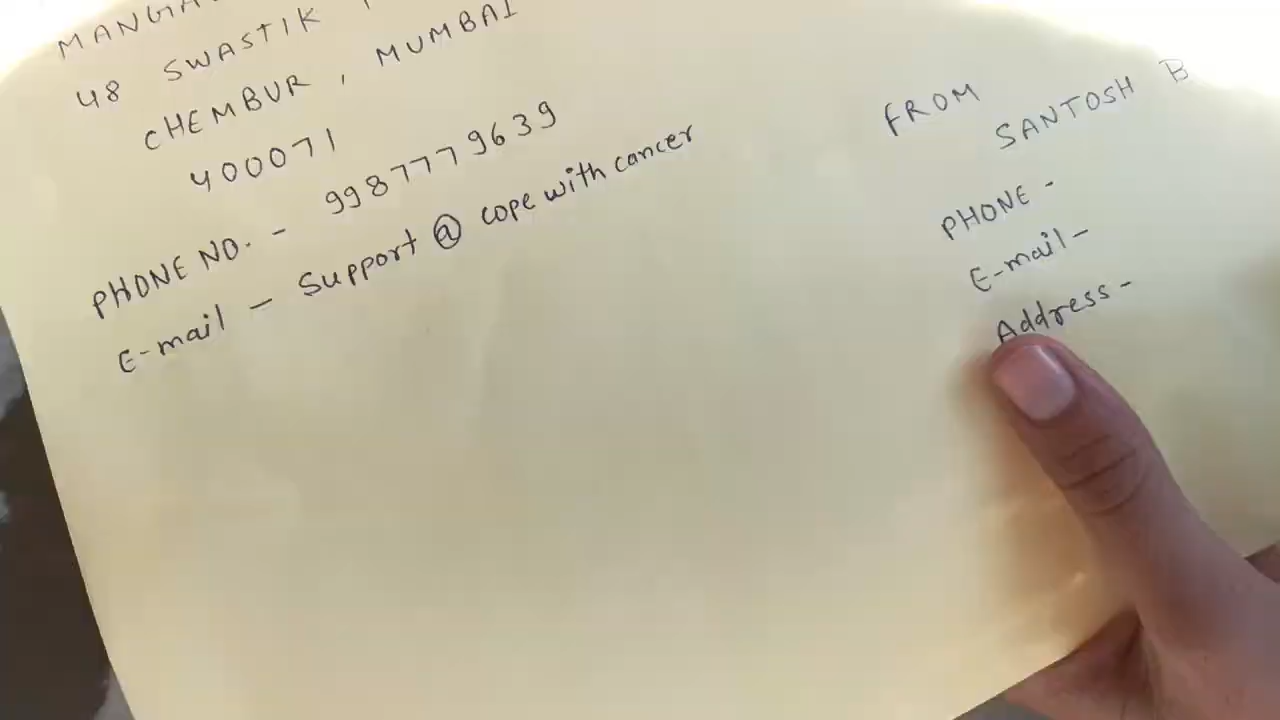 48 SWASTIK
CHEMBUR, MUMBAI
400071
PHONE NO. - 9987779639
E-mail - Support @ cope with cancer
FROM
SANTOSH B
PHONE -
E-mail -
Address -